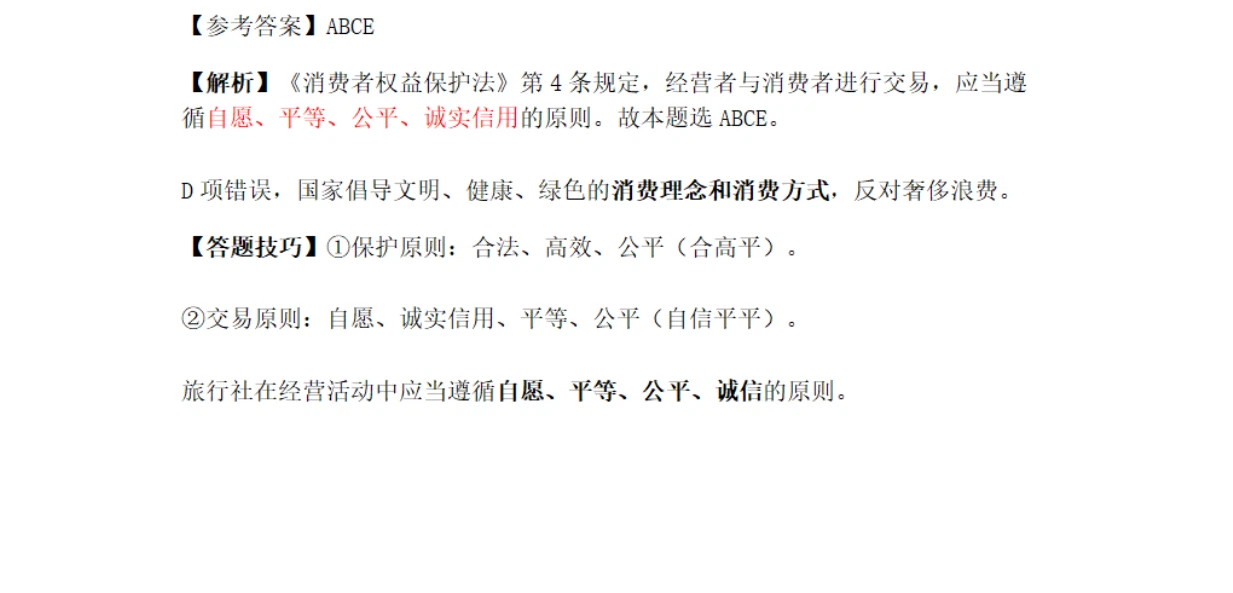 【参考答案】ABCE
【解析】《消费者权益保护法》第 4 条规定，经营者与消费者进行交易，应当遵
循自愿、平等、公平、诚实信用的原则。故本题选 ABCE。
D 项错误，国家倡导文明、健康、绿色的消费理念和消费方式，反对奢侈浪费。
【答题技巧】①保护原则：合法、高效、公平（合高平）。
②交易原则：自愿、诚实信用、平等、公平（自信平平）。
旅行社在经营活动中应当遵循自愿、平等、公平、诚信的原则。